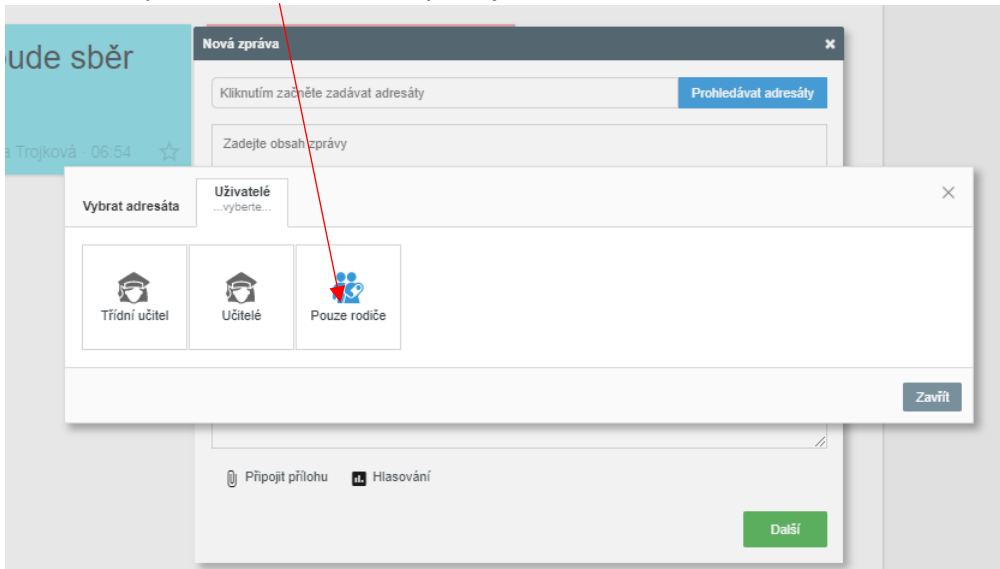 ude sběr
Trojková - 06:54
Nová zpráva
Kliknutím začněte zadávat adresáty
Prohledávat adresáty
Zadejte obsah zprávy
Vybrat adresáta
Uživatelé
...vyberte...
Třídní učitel
Učitelé
Pouze rodiče
Zavřít
Připojit přílohu
Hlasování
Další